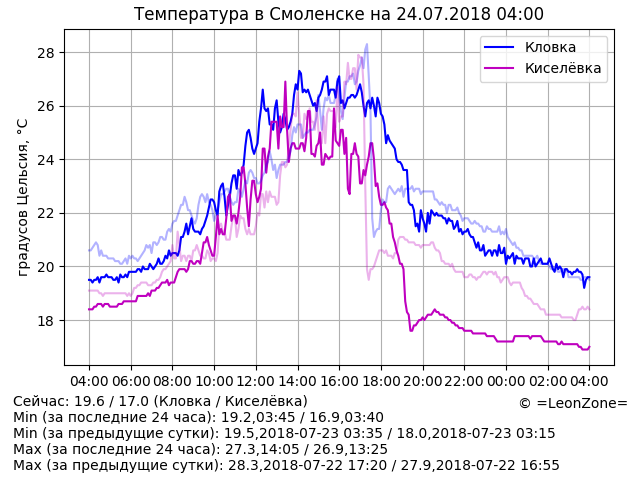 Температура в Смоленске на 24.07.2018 04:00
градусов Цельсия, °C
28
26
24
22
20
18
Кловка
Киселёвка
04:00 06:00 08:00 10:00 12:00 14:00 16:00 18:00 20:00 22:00 00:00 02:00 04:00
Сейчас: 19.6 / 17.0 (Кловка / Киселёвка)
© =LeonZone=
Min (за последние 24 часа): 19.2,03:45 / 16.9,03:40
Min (за предыдущие сутки): 19.5,2018-07-23 03:35 / 18.0,2018-07-23 03:15
Max (за последние 24 часа): 27.3,14:05 / 26.9,13:25
Max (за предыдущие сутки): 28.3,2018-07-22 17:20 / 27.9,2018-07-22 16:55